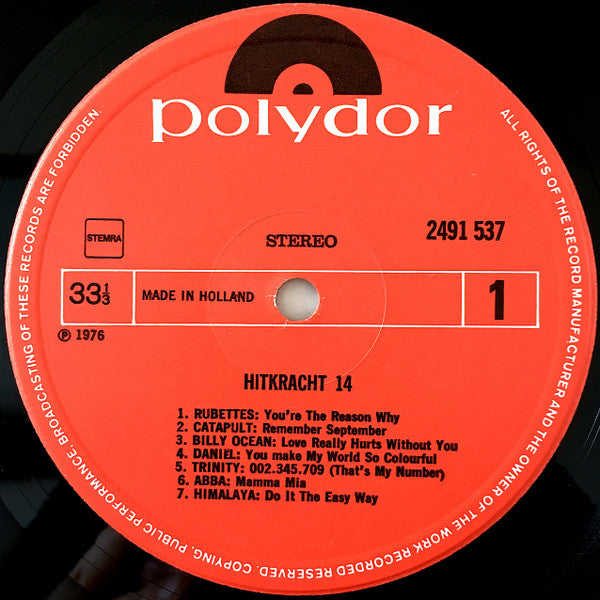 polydor
STEMRA
STEREO
2491 537
33⅓
MADE IN HOLLAND
1
℗ 1976
HITKRACHT 14
1. RUBETTES: You're The Reason Why
2. CATAPULT: Remember September
3. BILLY OCEAN: Love Really Hurts Without You
4. DANIËL: You make My World So Colourful
5. TRINITY: 002.345.709 (That's My Number)
6. ABBA: Mamma Mia
7. HIMALAYA: Do It The Easy Way
ALL RIGHTS OF THE RECORD MANUFACTURER AND THE OWNER OF THE WORK RECORDED RESERVED. COPYING, PUBLIC PERFORMANCE, BROADCASTING OF THESE RECORDS ARE FORBIDDEN.